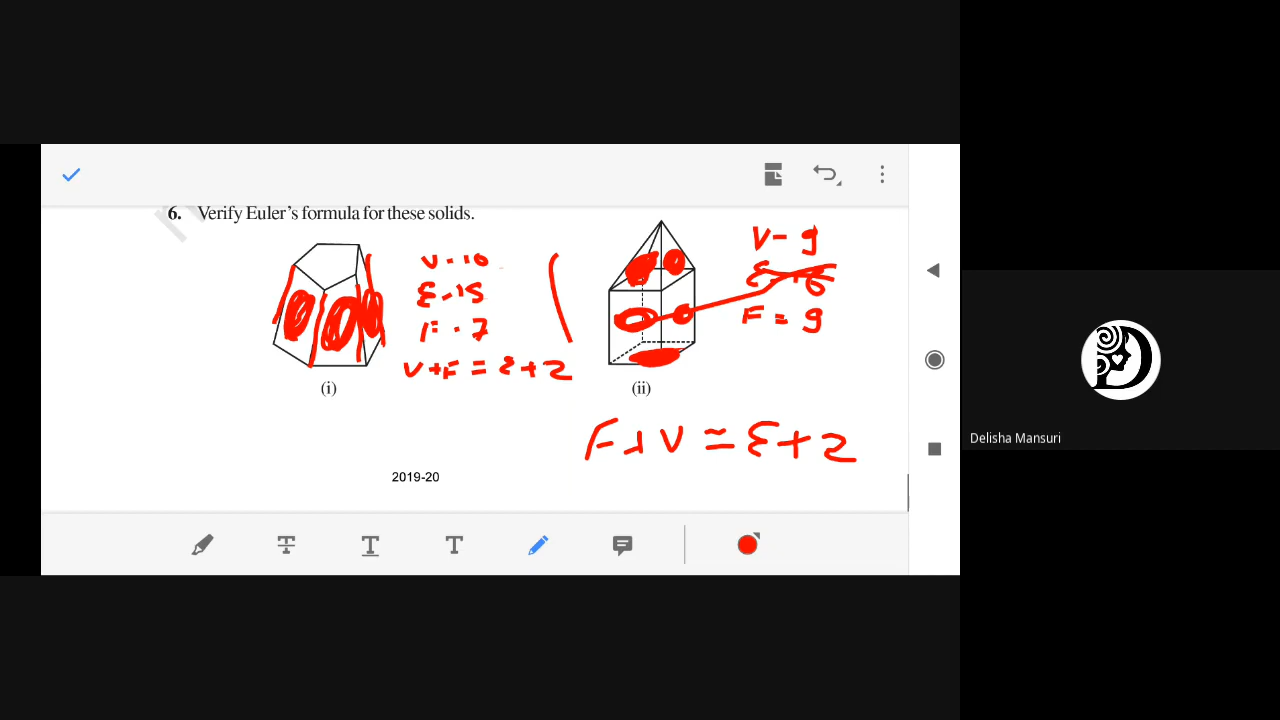 6. Verify Euler's formula for these solids.
V - 10
E - 15
F - 7
V + F = E + 2
(i)
V - 9
E - 16
F = 9
(ii)
F + V = E + 2
2019-20
T T T
Delisha Mansuri